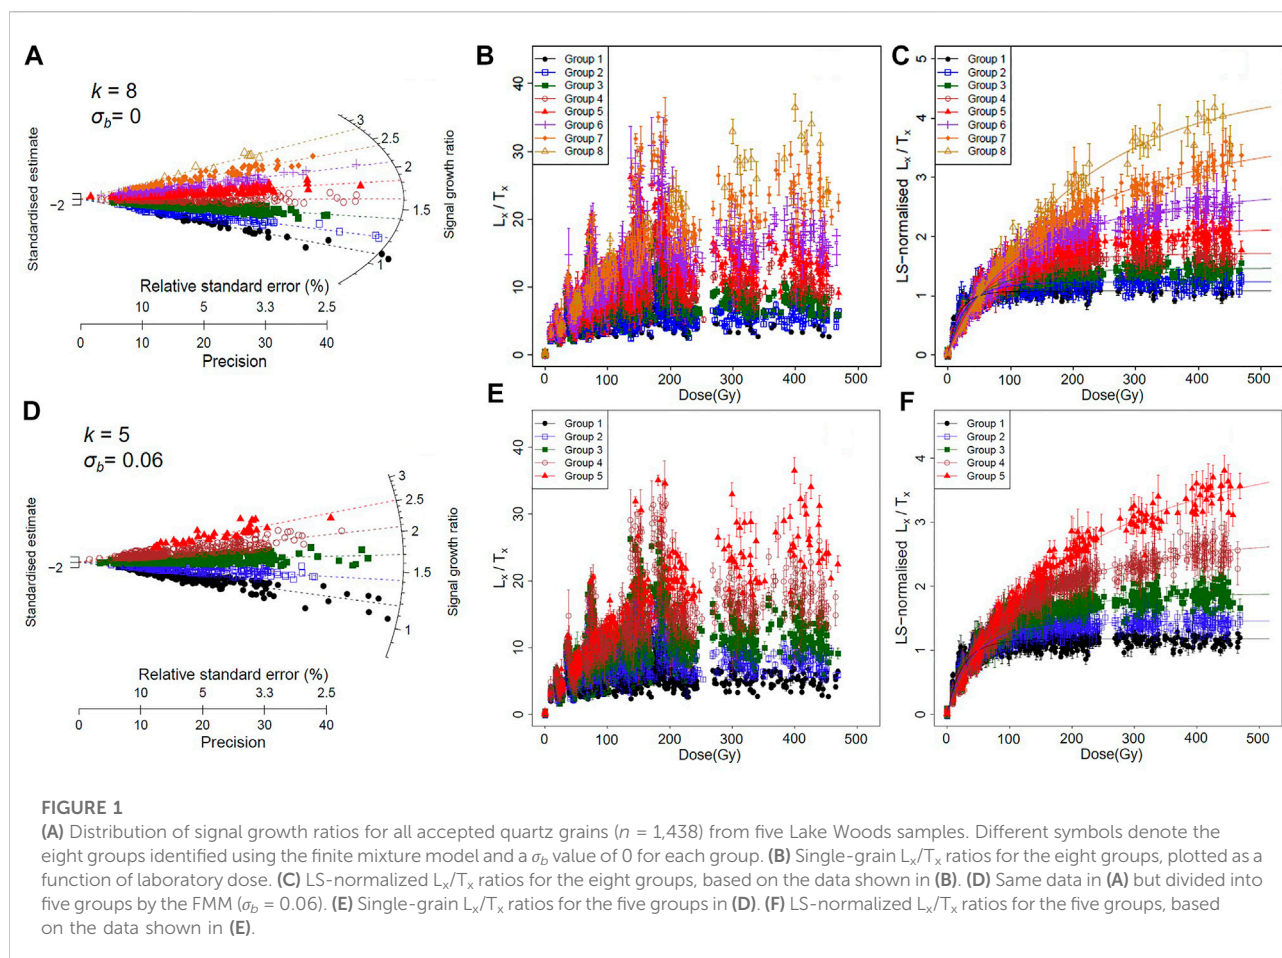 A
k = 8
σb= 0
Standardised estimate
−2
3
2.5
2
1.5
1
Signal growth ratio
Relative standard error (%)
10 5 3.3 2.5
0 10 20 30 40
Precision
B
Group 1
Group 2
Group 3
Group 4
Group 5
Group 6
Group 7
Group 8
Lx / Tx
40
30
20
10
0
0 100 200 300 400 500
Dose(Gy)
C
Group 1
Group 2
Group 3
Group 4
Group 5
Group 6
Group 7
Group 8
LS−normalised Lx / Tx
5
4
3
2
1
0
0 100 200 300 400 500
Dose(Gy)
D
k = 5
σb= 0.06
Standardised estimate
−2
3
2.5
2
1.5
1
Signal growth ratio
Relative standard error (%)
10 5 3.3 2.5
0 10 20 30 40
Precision
E
Group 1
Group 2
Group 3
Group 4
Group 5
Lx / Tx
40
30
20
10
0
0 100 200 300 400 500
Dose(Gy)
F
Group 1
Group 2
Group 3
Group 4
Group 5
LS−normalised Lx / Tx
4
3
2
1
0
0 100 200 300 400 500
Dose(Gy)
FIGURE 1
(A) Distribution of signal growth ratios for all accepted quartz grains (n = 1,438) from five Lake Woods samples. Different symbols denote the
eight groups identified using the finite mixture model and a σb value of 0 for each group. (B) Single-grain Lx/Tx ratios for the eight groups, plotted as a
function of laboratory dose. (C) LS-normalized Lx/Tx ratios for the eight groups, based on the data shown in (B). (D) Same data in (A) but divided into
five groups by the FMM (σb = 0.06). (E) Single-grain Lx/Tx ratios for the five groups in (D). (F) LS-normalized Lx/Tx ratios for the five groups, based
on the data shown in (E).